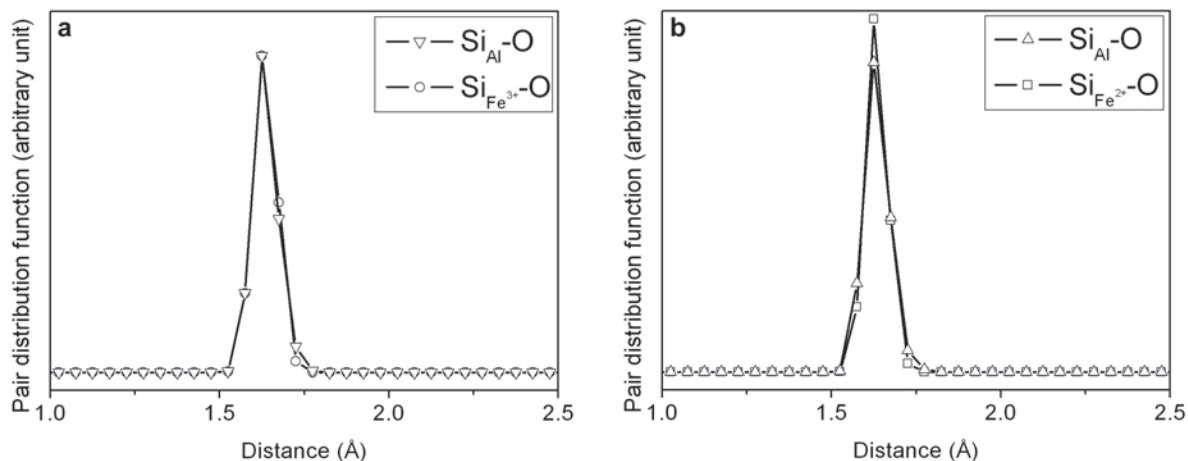 a
Si_Al-O
Si_Fe³⁺-O
Pair distribution function (arbitrary unit)
1.0 1.5 2.0 2.5
Distance (Å)
b
Si_Al-O
Si_Fe²⁺-O
Pair distribution function (arbitrary unit)
1.0 1.5 2.0 2.5
Distance (Å)